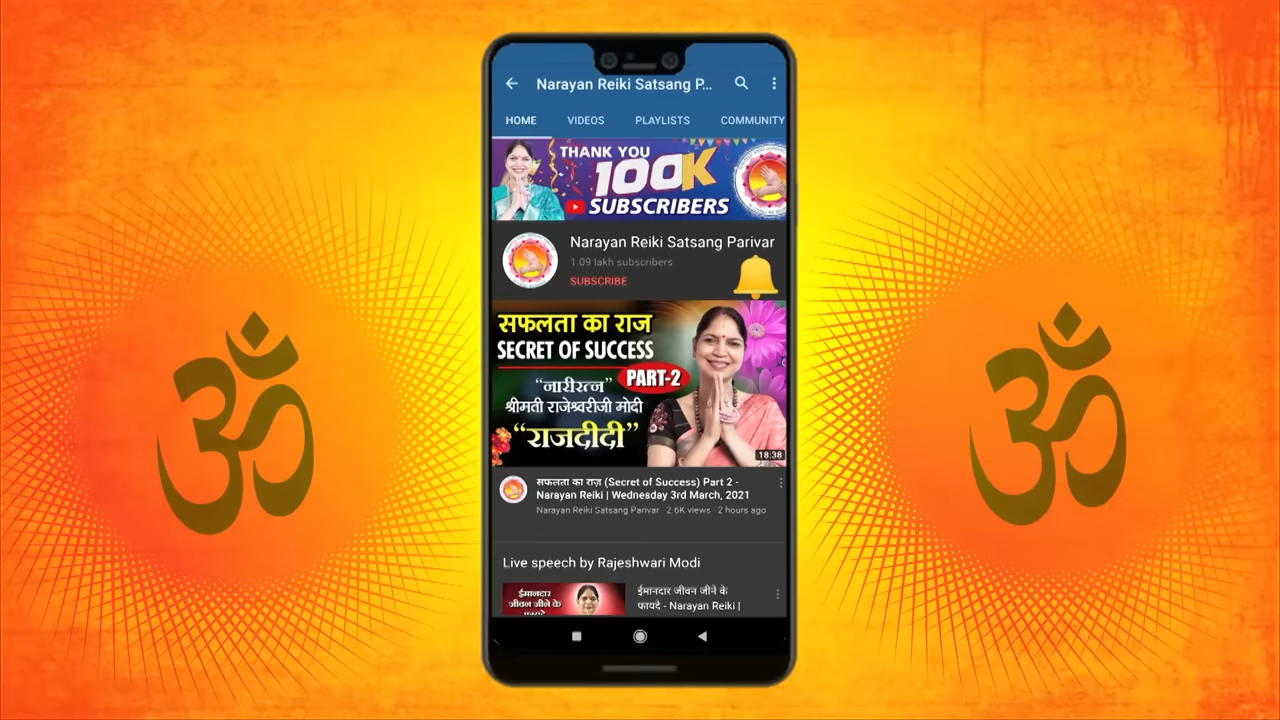 Narayan Reiki Satsang P...
HOME VIDEOS PLAYLISTS COMMUNITY
THANK YOU
100K
SUBSCRIBERS
Narayan Reiki Satsang Parivar
1.09 lakh subscribers
SUBSCRIBE
सफलता का राज
SECRET OF SUCCESS
PART-2
“नारीरत्न”
श्रीमती राजेश्वरीजी मोदी
“राजदीदी”
18:38
सफलता का राज़ (Secret of Success) Part 2 -
Narayan Reiki | Wednesday 3rd March, 2021
Narayan Reiki Satsang Parivar · 2.6K views · 2 hours ago
Live speech by Rajeshwari Modi
ईमानदार
जीवन जीने के
ईमानदार जीवन जीने के
फायदे - Narayan Reiki |
ॐ
ॐ